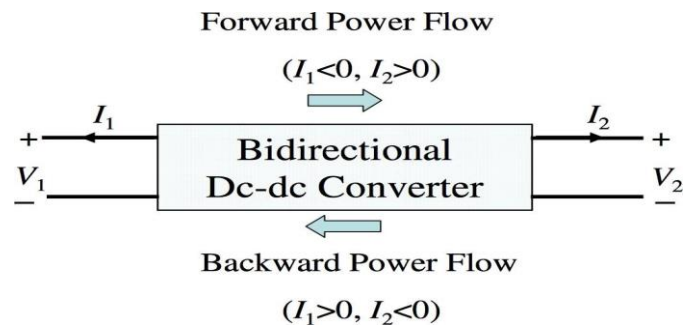 Forward Power Flow
(I₁<0, I₂>0)
I₁
I₂
+
+
Bidirectional
Dc-dc Converter
V₁
V₂
−
−
Backward Power Flow
(I₁>0, I₂<0)